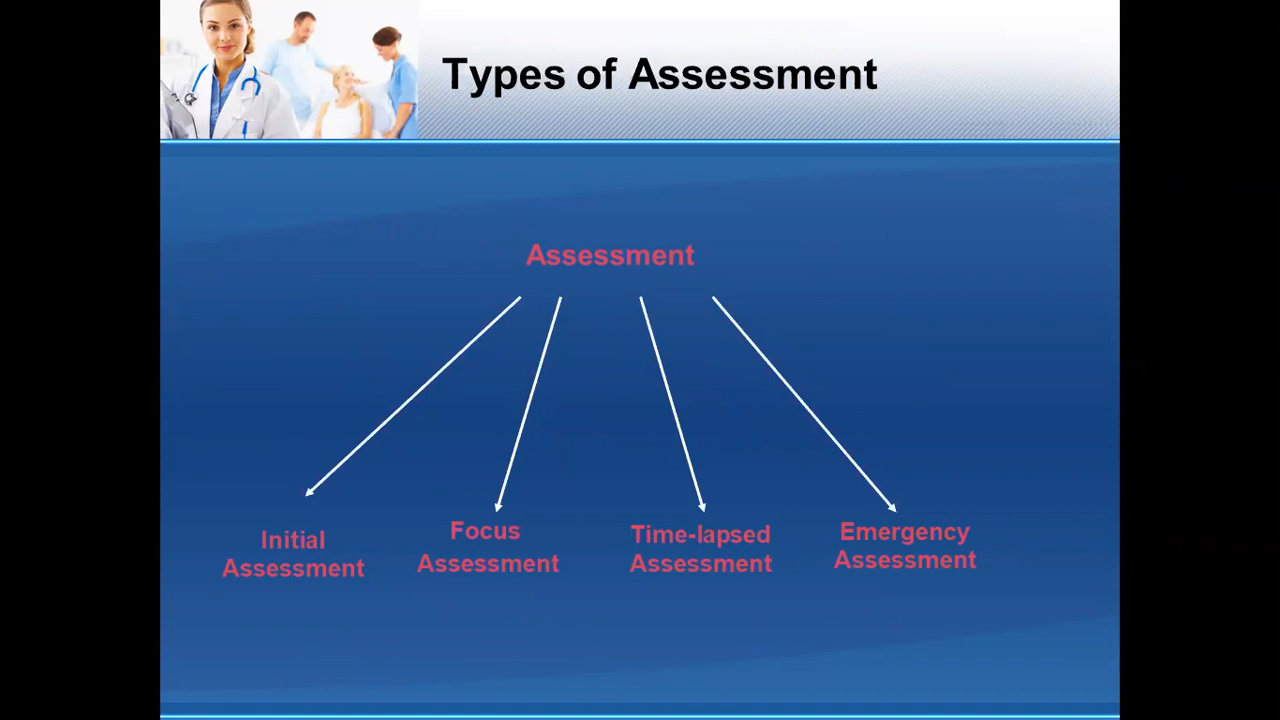 Types of Assessment
Assessment
Initial
Assessment
Focus
Assessment
Time-lapsed
Assessment
Emergency
Assessment